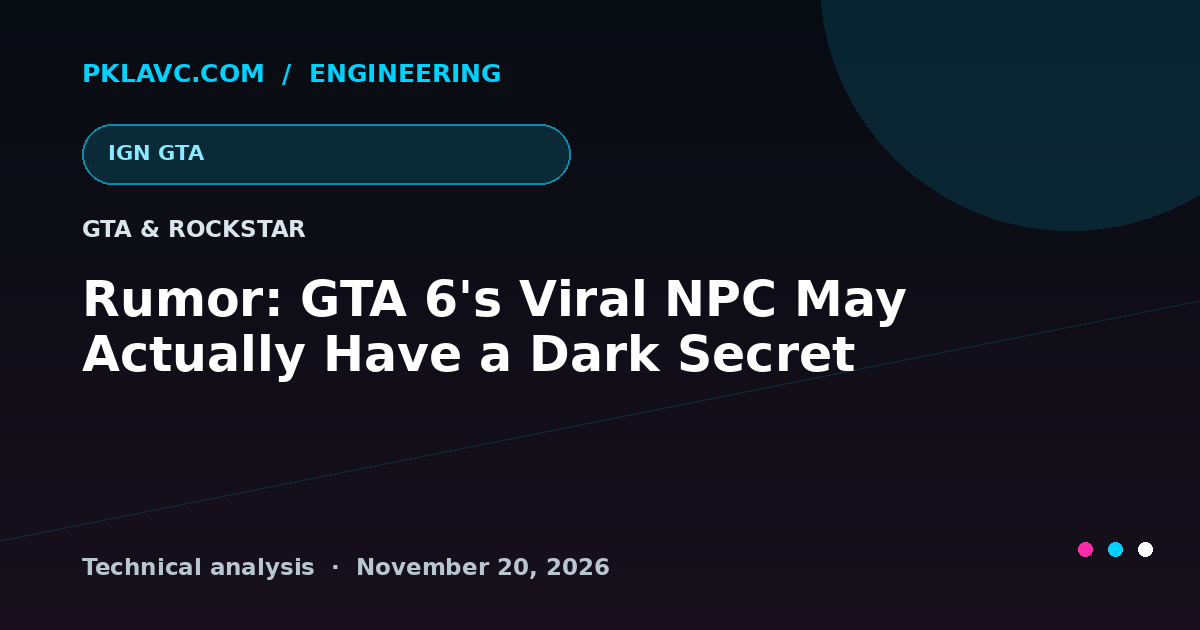 PKLAVC.COM / ENGINEERING
IGN GTA
GTA & ROCKSTAR
Rumor: GTA 6's Viral NPC May
Actually Have a Dark Secret
Technical analysis · November 20, 2026